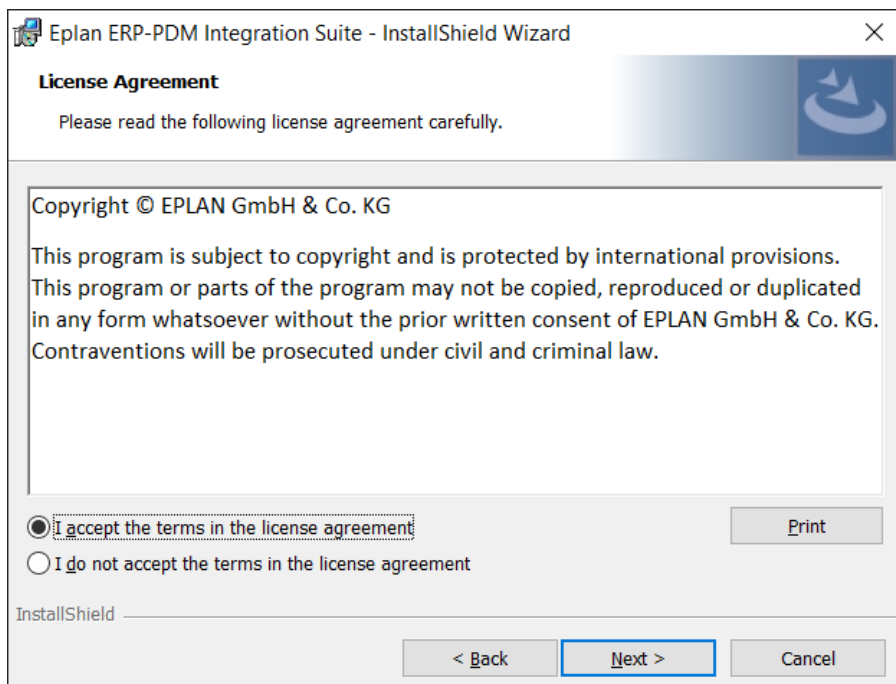 Eplan ERP-PDM Integration Suite - InstallShield Wizard
License Agreement
Please read the following license agreement carefully.
Copyright © EPLAN GmbH & Co. KG
This program is subject to copyright and is protected by international provisions.
This program or parts of the program may not be copied, reproduced or duplicated
in any form whatsoever without the prior written consent of EPLAN GmbH & Co. KG.
Contraventions will be prosecuted under civil and criminal law.
I accept the terms in the license agreement
Print
I do not accept the terms in the license agreement
InstallShield
< Back
Next >
Cancel